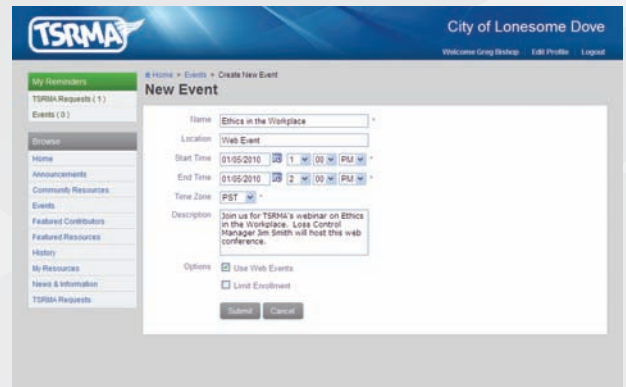 TSRMA
City of Lonesome Dove
Welcome Greg Bishop Edit Profile Logout
My Reminders
TSRMA Requests ( 1 )
Events ( 0 )
Browse
Home
Announcements
Community Resources
Events
Featured Contributors
Featured Resources
History
My Resources
News & Information
TSRMA Requests
Home » Events » Create New Event
New Event
Name Ethics in the Workplace *
Location Web Event
Start Time 01/05/2010 1 00 PM *
End Time 01/05/2010 2 00 PM *
Time Zone PST *
Description Join us for TSRMA's webinar on Ethics
in the Workplace. Loss Control
Manager Jim Smith will host this web
conference.
Options Use Web Events
Limit Enrollment
Submit Cancel